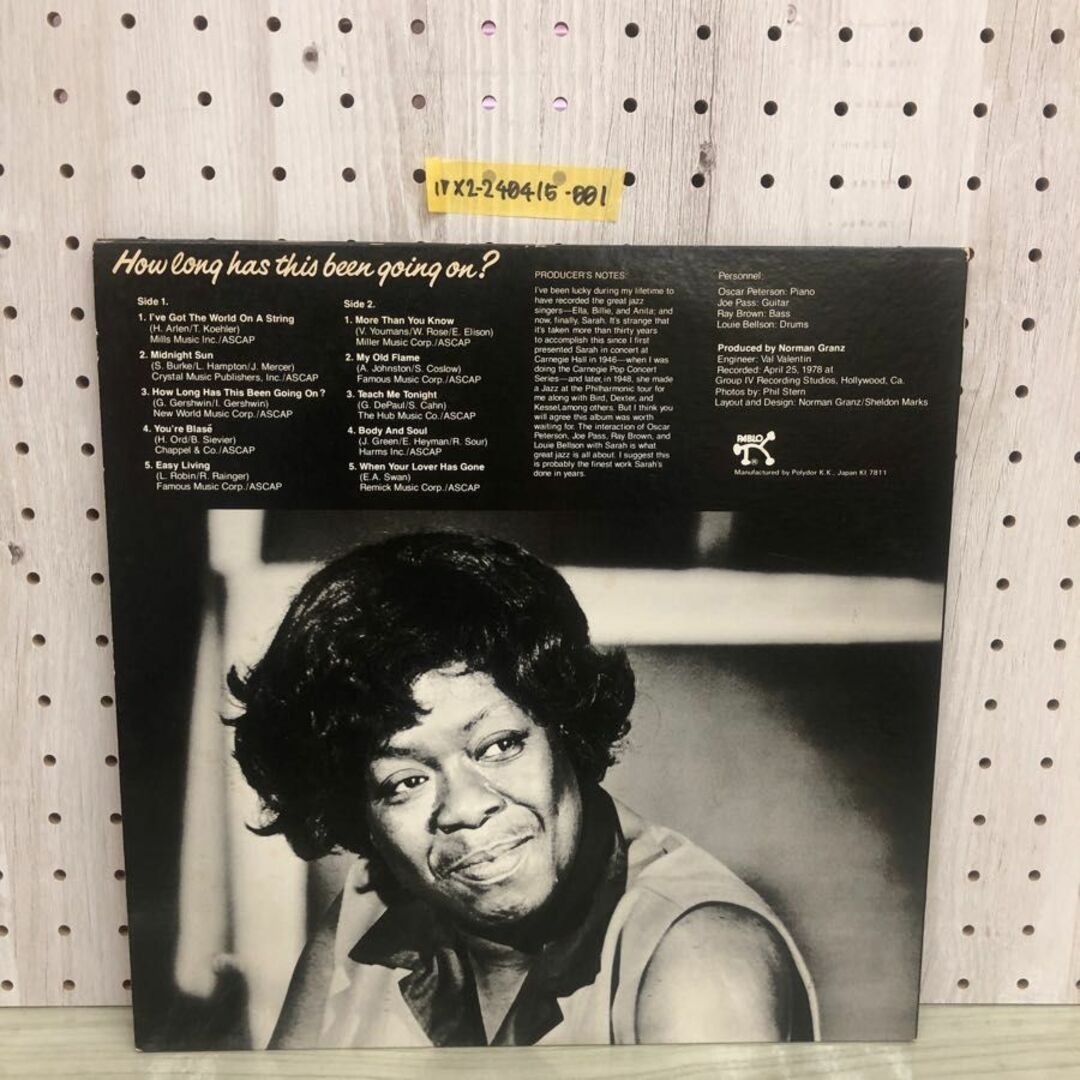 1TX2-240415-001
How long has this been going on?
Side 1.
1. I've Got The World On A String
(H. Arlen/T. Koehler)
Mills Music Inc./ASCAP
2. Midnight Sun
(S. Burke/L. Hampton/J. Mercer)
Crystal Music Publishers, Inc./ASCAP
3. How Long Has This Been Going On?
(G. Gershwin/I. Gershwin)
New World Music Corp./ASCAP
4. You're Blasé
(H. Ord/B. Sievier)
Chappel & Co./ASCAP
5. Easy Living
(L. Robin/R. Rainger)
Famous Music Corp./ASCAP
Side 2.
1. More Than You Know
(V. Youmans/W. Rose/E. Elison)
Miller Music Corp./ASCAP
2. My Old Flame
(A. Johnston/S. Coslow)
Famous Music Corp./ASCAP
3. Teach Me Tonight
(G. DePaul/S. Cahn)
The Hub Music Co./ASCAP
4. Body And Soul
(J. Green/E. Heyman/R. Sour)
Harms Inc./ASCAP
5. When Your Lover Has Gone
(E.A. Swan)
Remick Music Corp./ASCAP
PRODUCER'S NOTES:
I've been lucky during my lifetime to
have recorded the great jazz
singers—Ella, Billie, and Anita; and
now, finally, Sarah. It's strange that
it's taken more than thirty years
to accomplish this since I first
presented Sarah in concert at
Carnegie Hall in 1946—when I was
doing the Carnegie Pop Concert
Series—and later, in 1948, she made
a Jazz at the Philharmonic tour for
me along with Bird, Dexter, and
Kessel, among others. But I think you
will agree this album was worth
waiting for. The interaction of Oscar
Peterson, Joe Pass, Ray Brown, and
Louie Bellson with Sarah is what
great jazz is all about. I suggest this
is probably the finest work Sarah's
done in years.
Personnel:
Oscar Peterson: Piano
Joe Pass: Guitar
Ray Brown: Bass
Louie Bellson: Drums
Produced by Norman Granz
Engineer: Val Valentin
Recorded: April 25, 1978 at
Group IV Recording Studios, Hollywood, Ca.
Photos by: Phil Stern
Layout and Design: Norman Granz/Sheldon Marks
PABLO
®
Manufactured by Polydor K.K., Japan KI 7811